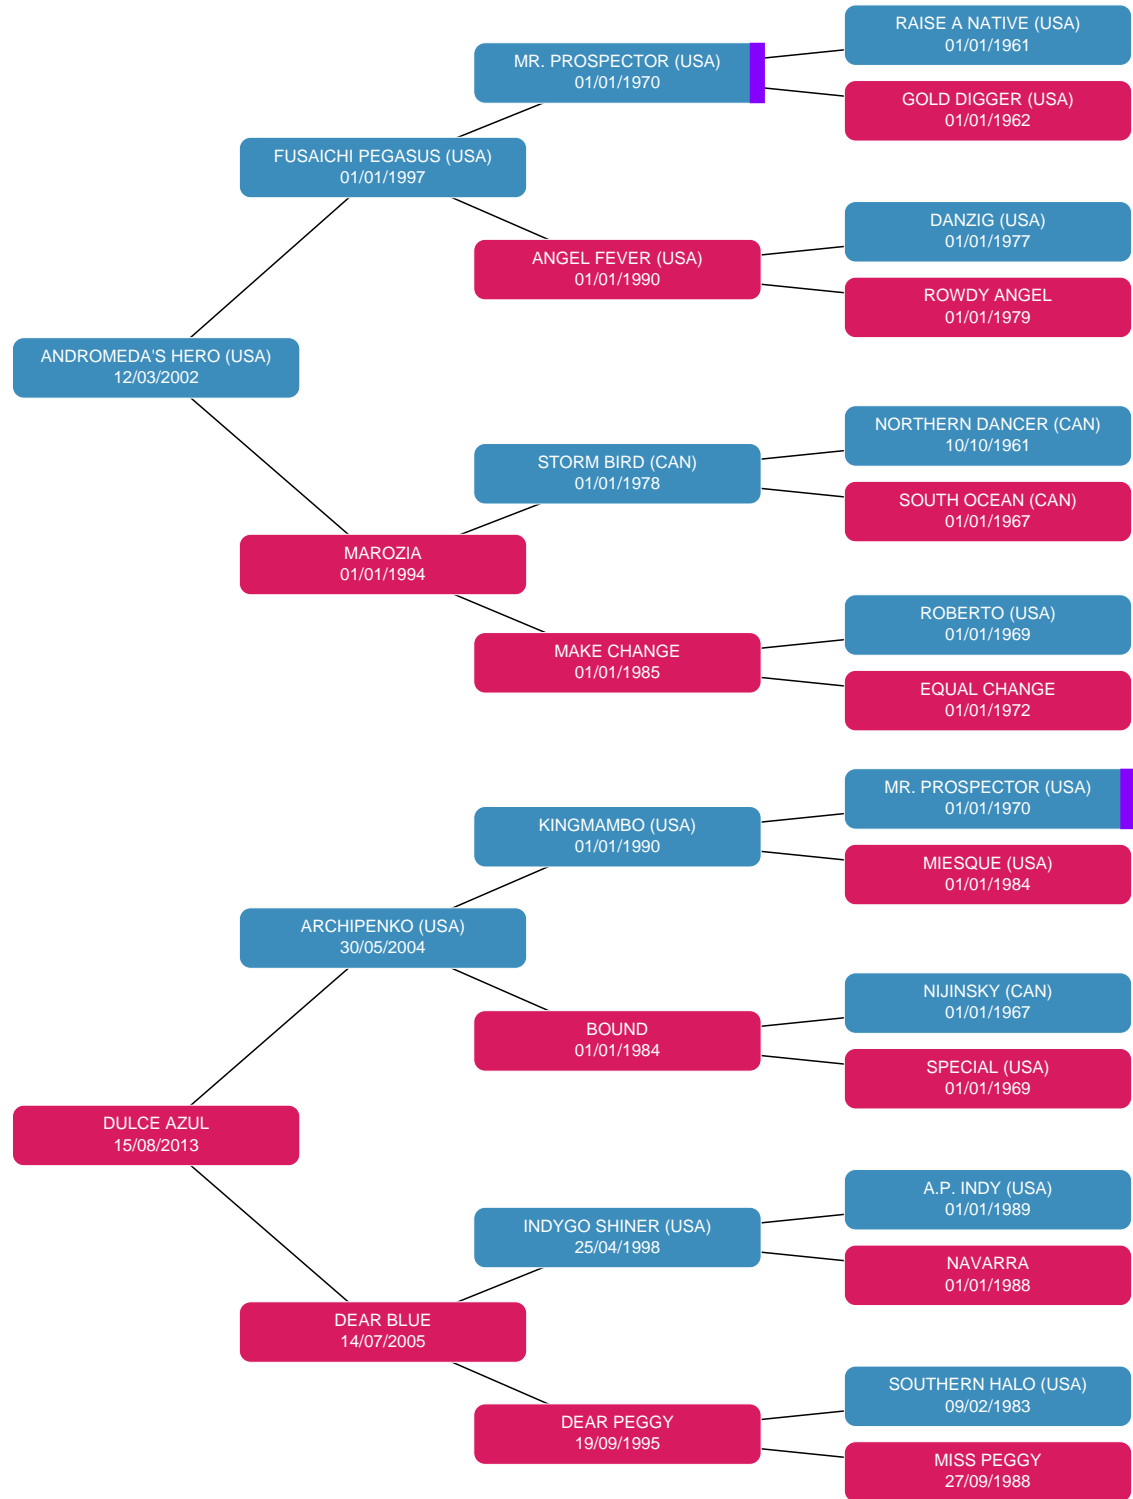 RAISE A NATIVE (USA)
01/01/1961
MR. PROSPECTOR (USA)
01/01/1970
GOLD DIGGER (USA)
01/01/1962
FUSAICHI PEGASUS (USA)
01/01/1997
DANZIG (USA)
01/01/1977
ANGEL FEVER (USA)
01/01/1990
ROWDY ANGEL
01/01/1979
ANDROMEDA'S HERO (USA)
12/03/2002
NORTHERN DANCER (CAN)
10/10/1961
STORM BIRD (CAN)
01/01/1978
SOUTH OCEAN (CAN)
01/01/1967
MAROZIA
01/01/1994
ROBERTO (USA)
01/01/1969
MAKE CHANGE
01/01/1985
EQUAL CHANGE
01/01/1972
MR. PROSPECTOR (USA)
01/01/1970
KINGMAMBO (USA)
01/01/1990
MIESQUE (USA)
01/01/1984
ARCHIPENKO (USA)
30/05/2004
NIJINSKY (CAN)
01/01/1967
BOUND
01/01/1984
SPECIAL (USA)
01/01/1969
DULCE AZUL
15/08/2013
A.P. INDY (USA)
01/01/1989
INDYGO SHINER (USA)
25/04/1998
NAVARRA
01/01/1988
DEAR BLUE
14/07/2005
SOUTHERN HALO (USA)
09/02/1983
DEAR PEGGY
19/09/1995
MISS PEGGY
27/09/1988